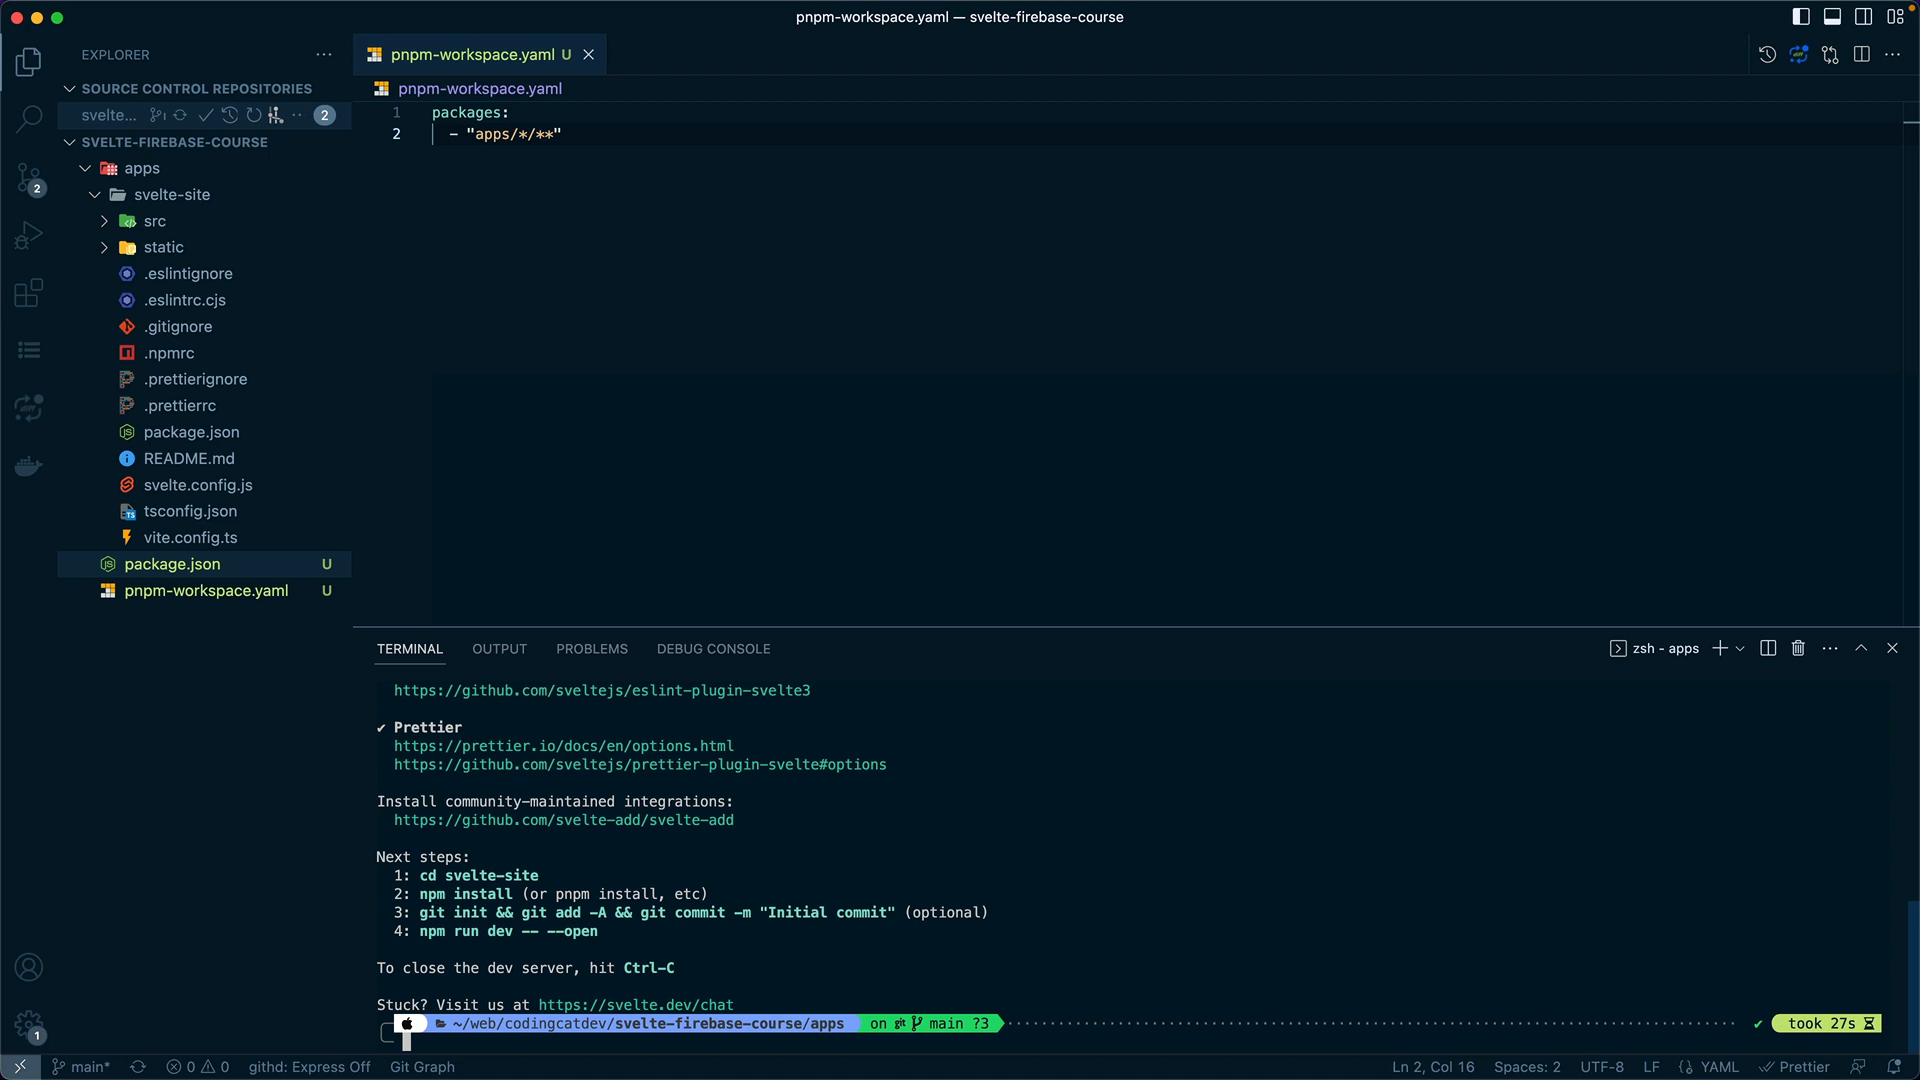 pnpm-workspace.yaml — svelte-firebase-course
EXPLORER
SOURCE CONTROL REPOSITORIES
svelte...
2
SVELTE-FIREBASE-COURSE
apps
svelte-site
src
static
.eslintignore
.eslintrc.cjs
.gitignore
.npmrc
.prettierignore
.prettierrc
package.json
README.md
svelte.config.js
tsconfig.json
vite.config.ts
package.json U
pnpm-workspace.yaml U
2
1
pnpm-workspace.yaml U
pnpm-workspace.yaml
1 packages:
2   - "apps/*/**"
TERMINAL OUTPUT PROBLEMS DEBUG CONSOLE
zsh - apps
https://github.com/sveltejs/eslint-plugin-svelte3
✔ Prettier
https://prettier.io/docs/en/options.html
https://github.com/sveltejs/prettier-plugin-svelte#options
Install community-maintained integrations:
https://github.com/svelte-add/svelte-add
Next steps:
1: cd svelte-site
2: npm install (or pnpm install, etc)
3: git init && git add -A && git commit -m "Initial commit" (optional)
4: npm run dev -- --open
To close the dev server, hit Ctrl-C
Stuck? Visit us at https://svelte.dev/chat
~/web/codingcatdev/svelte-firebase-course/apps on git main ?3 ✔ took 27s
main* 0 0 githd: Express Off Git Graph Ln 2, Col 16 Spaces: 2 UTF-8 LF {} YAML Prettier